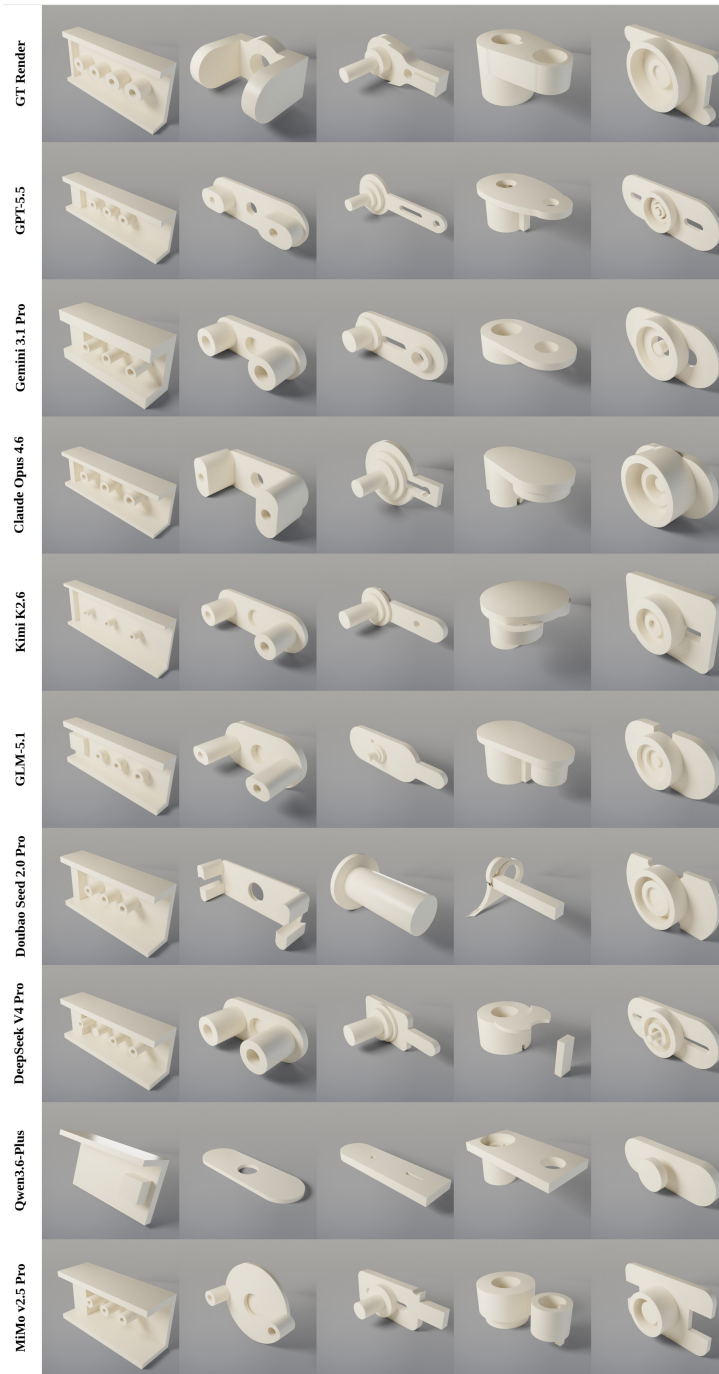 GT Render
GPT-5.5
Gemini 3.1 Pro
Claude Opus 4.6
Kimi K2.6
GLM-5.1
Doubao Seed 2.0 Pro
DeepSeek V4 Pro
Qwen3.6-Plus
MiMo v2.5 Pro